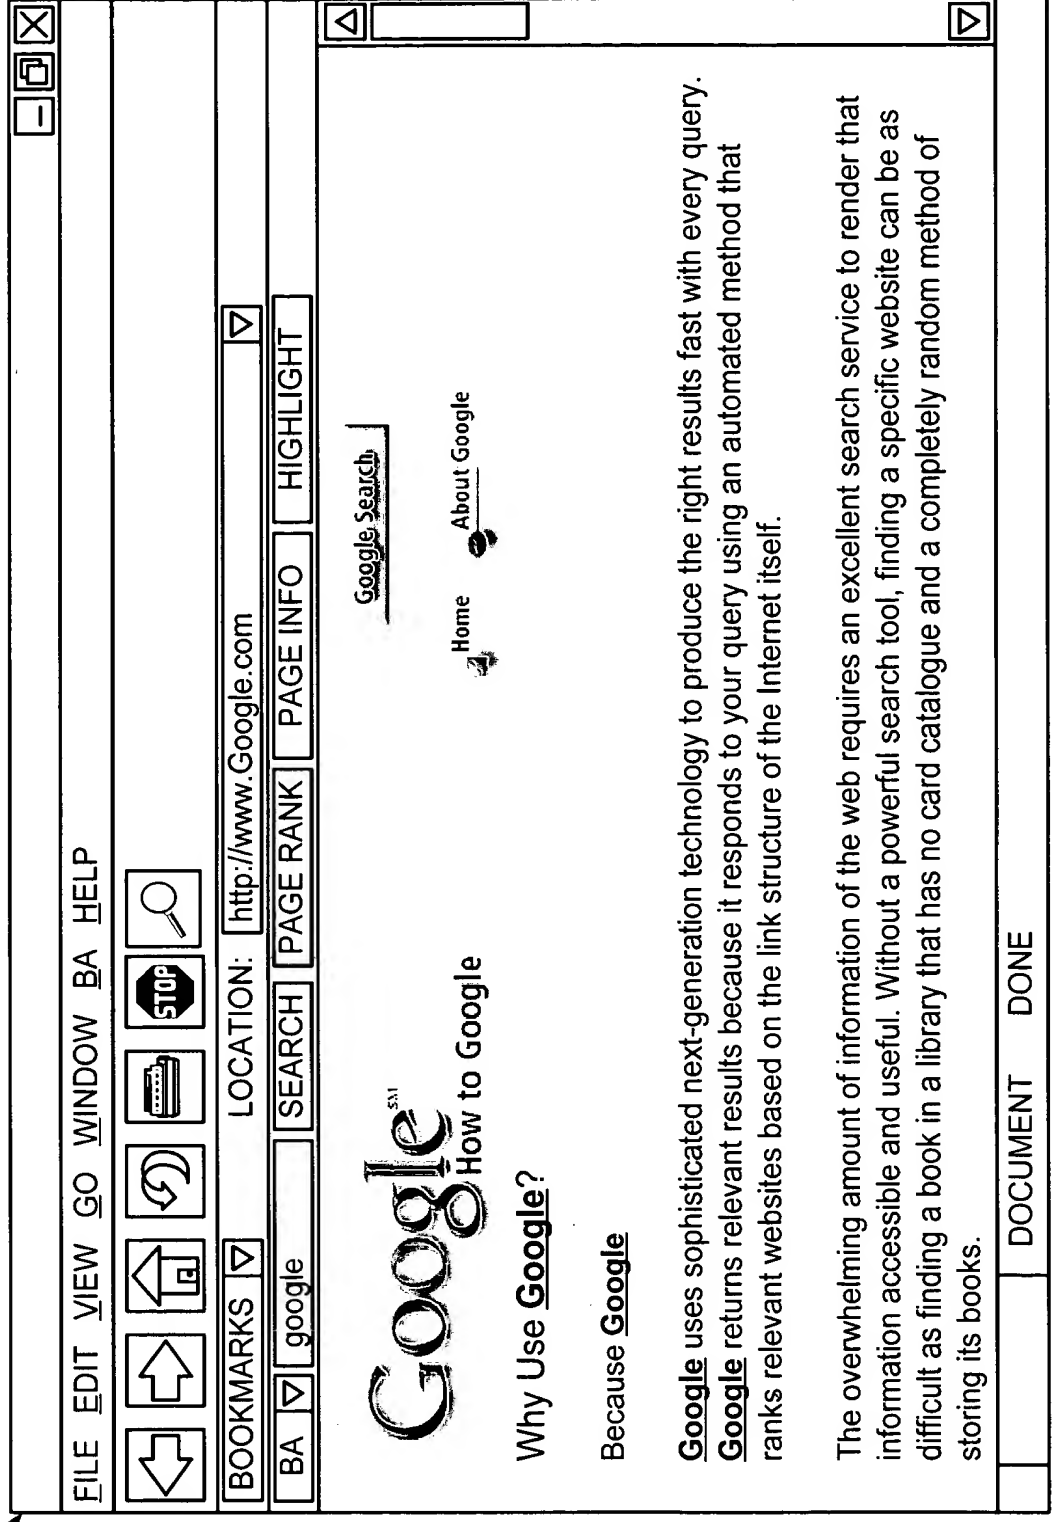 FILE EDIT VIEW GO WINDOW BA HELP
STOP
BOOKMARKS LOCATION: http://www.Google.com
BA google SEARCH PAGE RANK PAGE INFO HIGHLIGHT
Google SM
How to Google
Google Search
Home About Google
Why Use Google?
Because Google
Google uses sophisticated next-generation technology to produce the right results fast with every query.
Google returns relevant results because it responds to your query using an automated method that
ranks relevant websites based on the link structure of the Internet itself.
The overwhelming amount of information of the web requires an excellent search service to render that
information accessible and useful. Without a powerful search tool, finding a specific website can be as
difficult as finding a book in a library that has no card catalogue and a completely random method of
storing its books.
DOCUMENT DONE